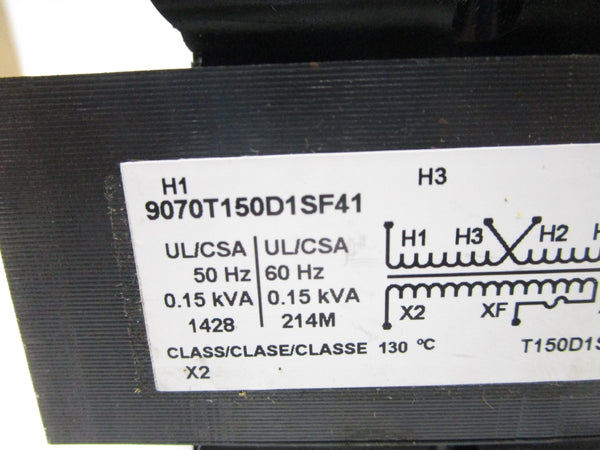 H1 H3
9070T150D1SF41
UL/CSA UL/CSA
50 Hz 60 Hz
0.15 kVA 0.15 kVA
1428 214M
H1 H3 H2
X2 XF
CLASS/CLASE/CLASSE 130 ºC
T150D1S
X2